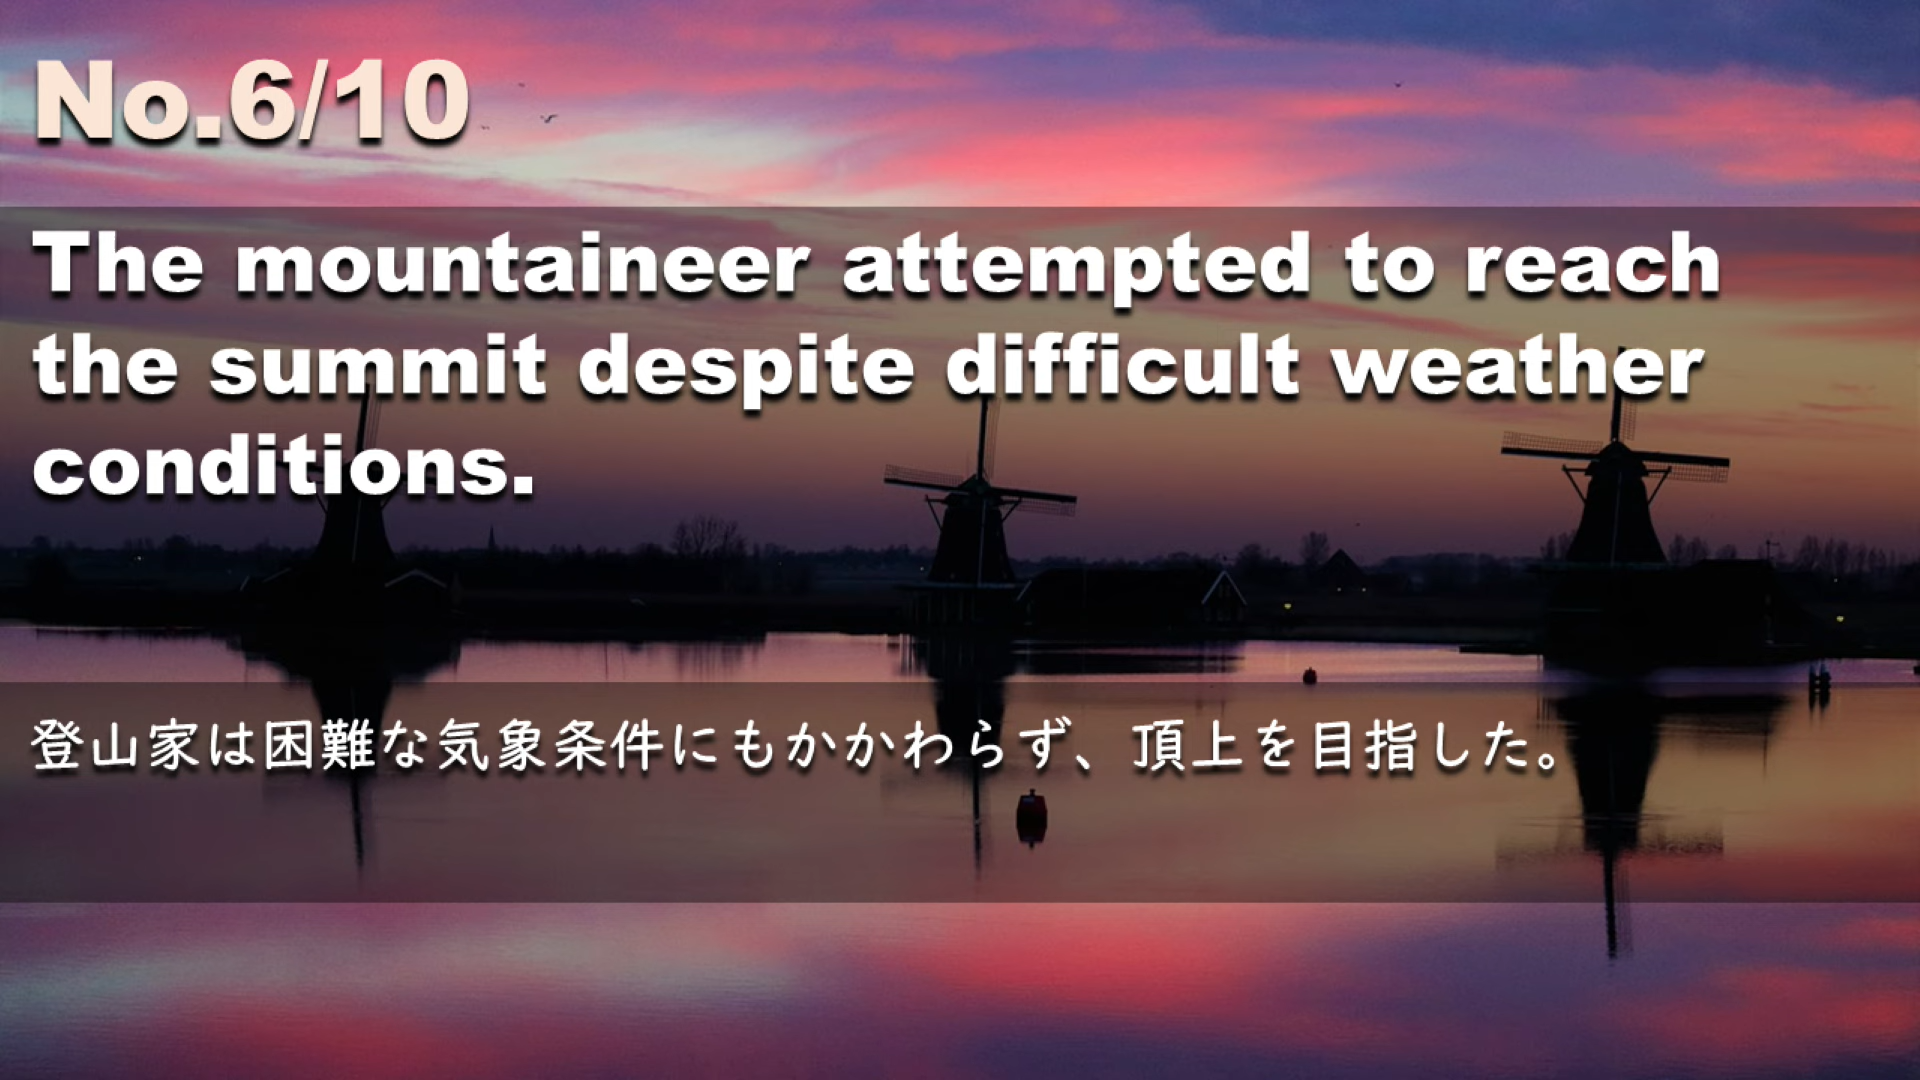 No.6/10
The mountaineer attempted to reach
the summit despite difficult weather
conditions.
登山家は困難な気象条件にもかかわらず、頂上を目指した。